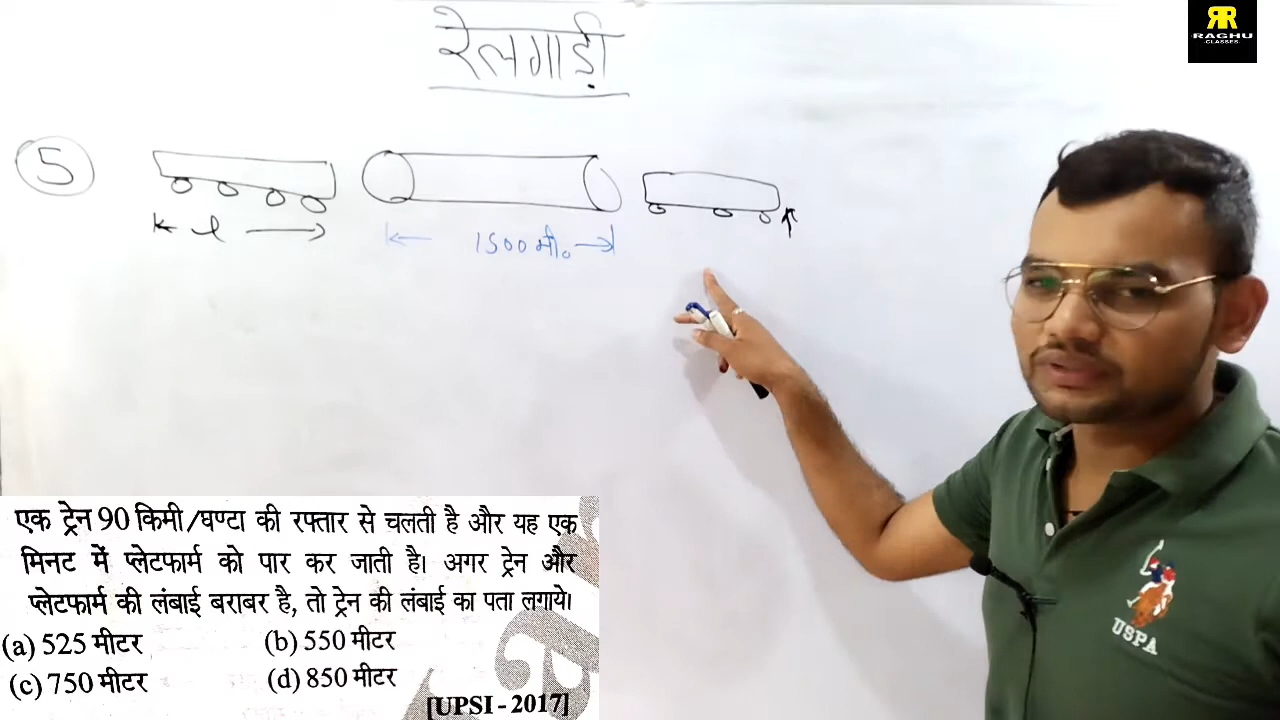 RAGHU
CLASSES
रेलगाड़ी
5
l
1500 मी०
एक ट्रेन 90 किमी/घण्टा की रफ्तार से चलती है और यह एक
मिनट में प्लेटफार्म को पार कर जाती है। अगर ट्रेन और
प्लेटफार्म की लंबाई बराबर है, तो ट्रेन की लंबाई का पता लगाये।
(a) 525 मीटर (b) 550 मीटर
(c) 750 मीटर (d) 850 मीटर
[UPSI - 2017]
USPA